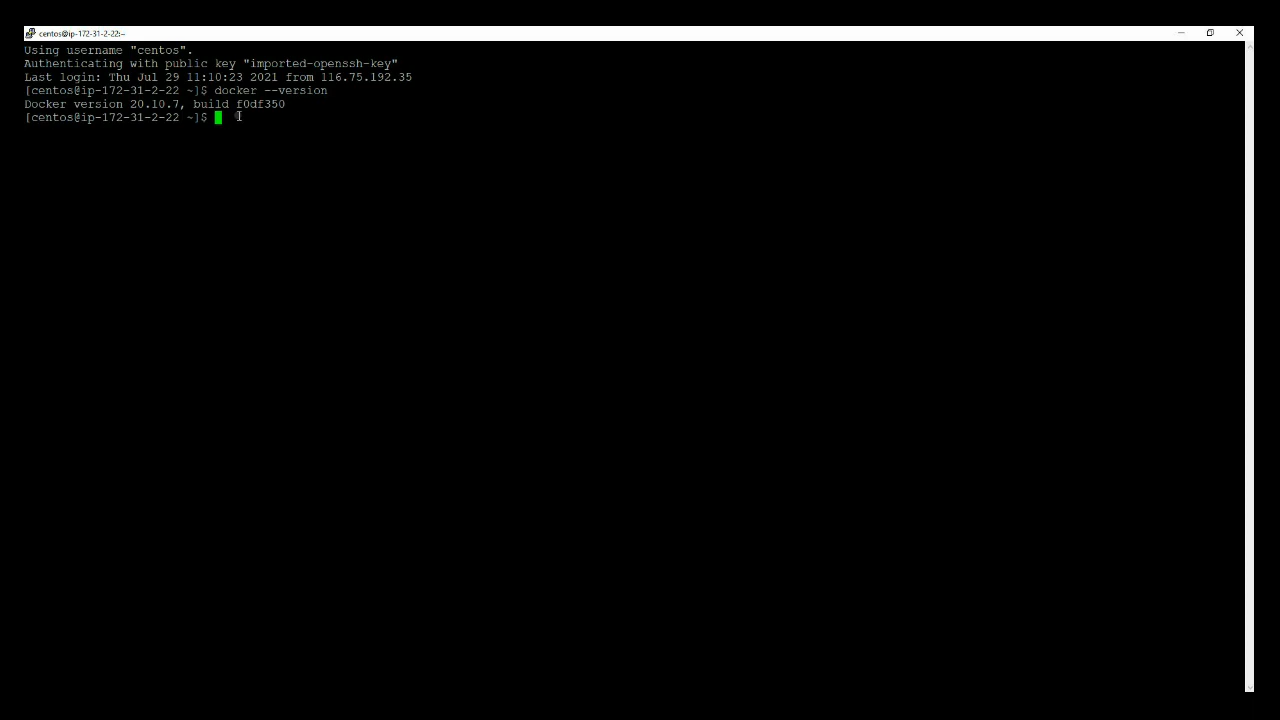 centos@ip-172-31-2-22:~
Using username "centos".
Authenticating with public key "imported-openssh-key"
Last login: Thu Jul 29 11:10:23 2021 from 116.75.192.35
[centos@ip-172-31-2-22 ~]$ docker --version
Docker version 20.10.7, build f0df350
[centos@ip-172-31-2-22 ~]$